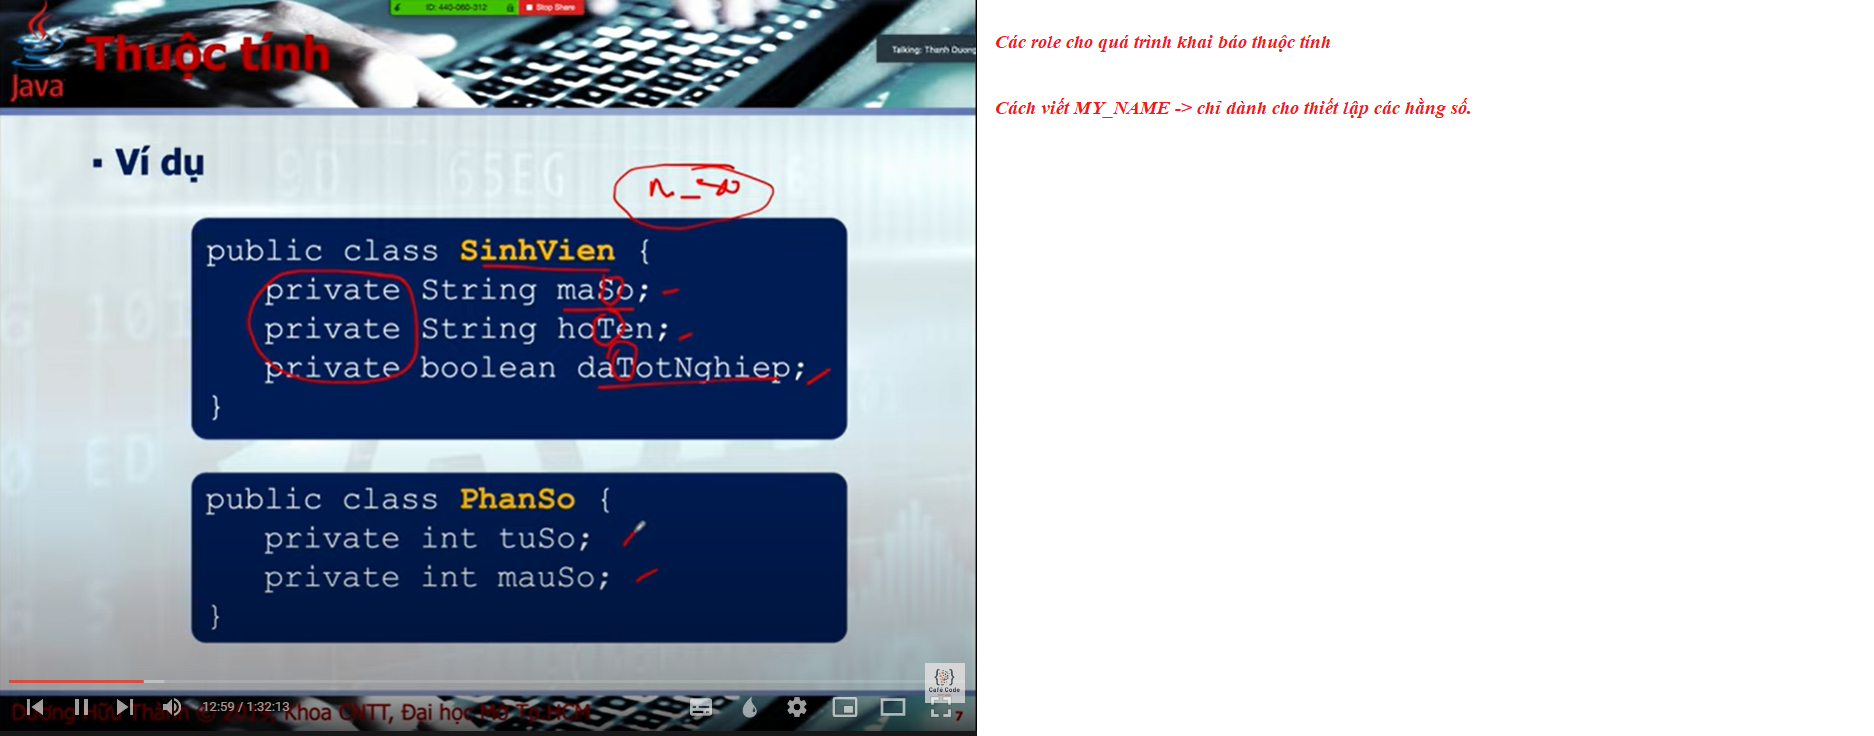 ID: 440-060-312 Stop Share
Java
Thuộc tính
Talking: Thanh Duong
▪ Ví dụ
public class SinhVien {
private String maSo;
private String hoTen;
private boolean daTotNghiep;
}
public class PhanSo {
private int tuSo;
private int mauSo;
}
{}
Café Code
12:59 / 1:32:13
Dương Hữu Thành © 2019, Khoa CNTT, Đại học Mở Tp.HCM
7
Các role cho quá trình khai báo thuộc tính
Cách viết MY_NAME -> chỉ dành cho thiết lập các hằng số.